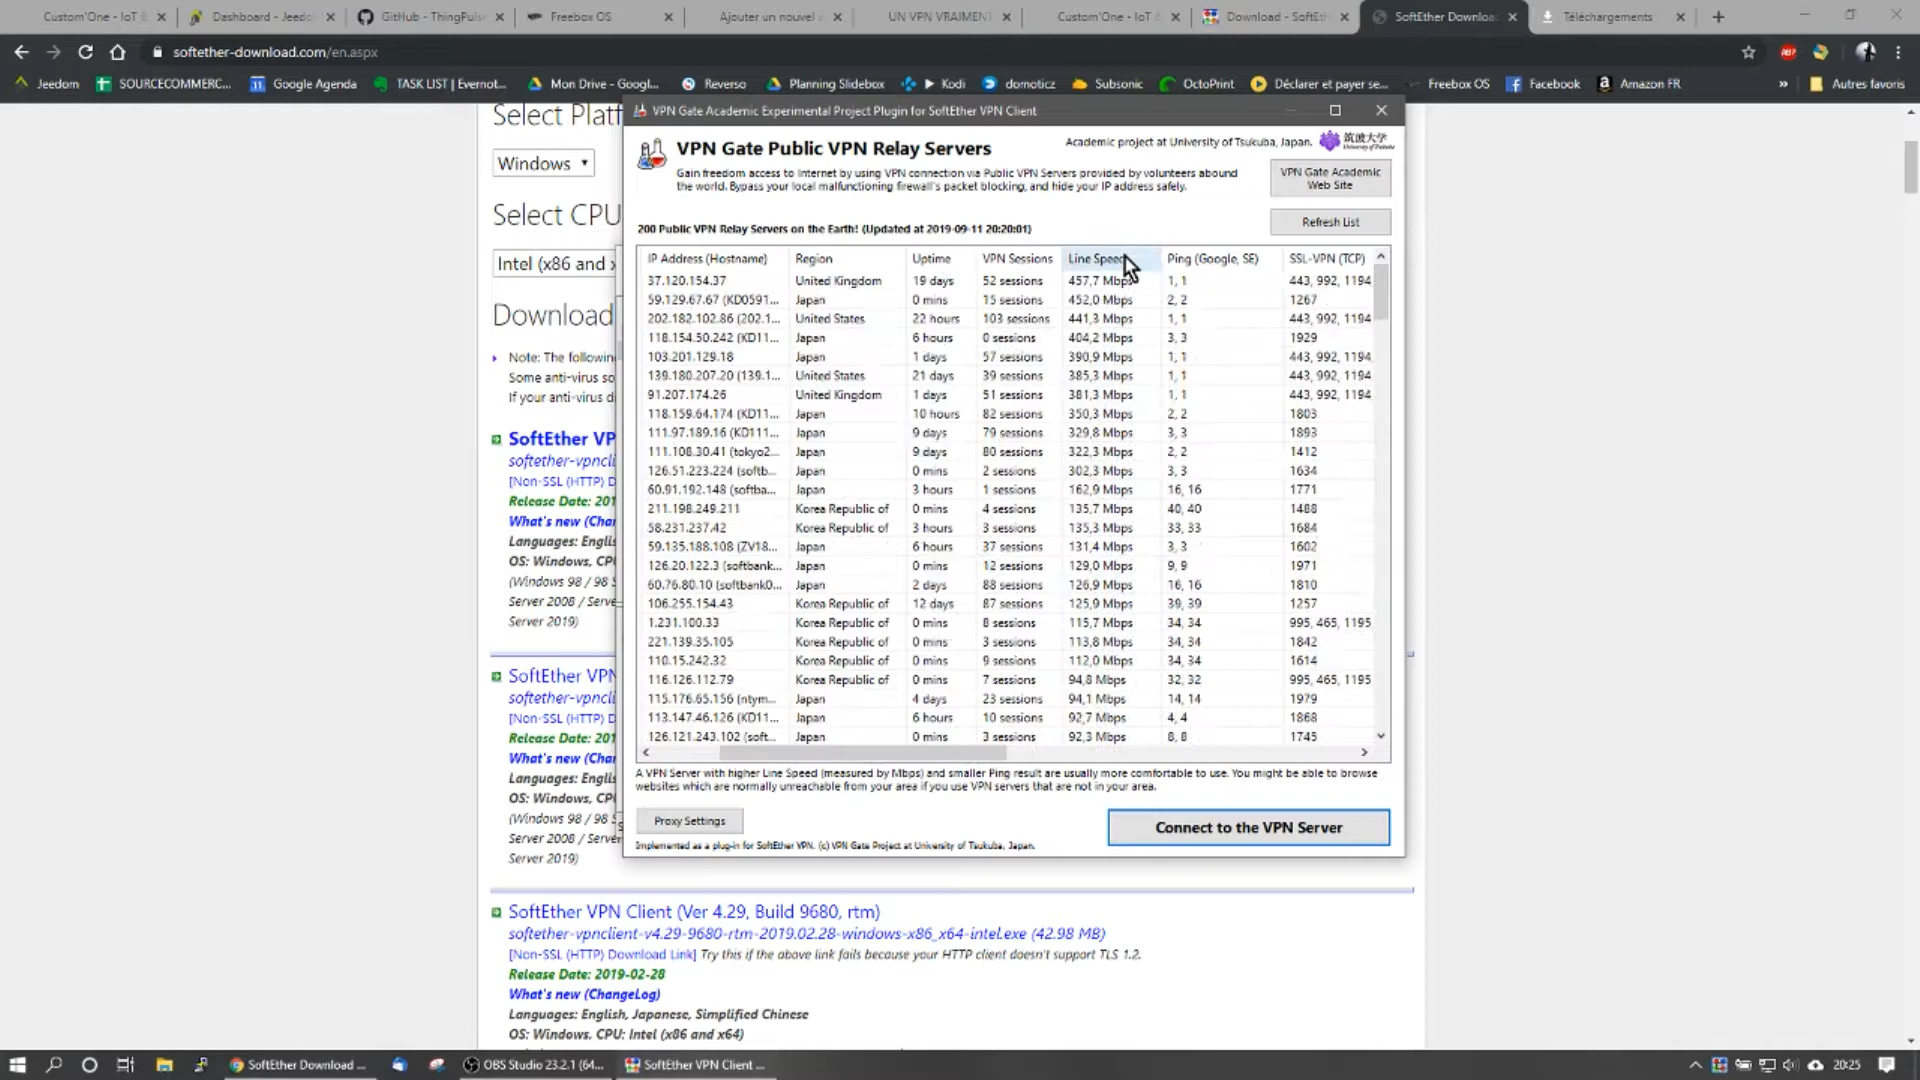 Custom'One - IoT &
Dashboard - Jeedo
GitHub - ThingPulse
Freebox OS
Ajouter un nouvel a
UN VPN VRAIMENT
Custom'One - IoT &
Download - SoftEth
SoftEther Downloa
Téléchargements
softether-download.com/en.aspx
Jeedom
SOURCECOMMERC...
Google Agenda
TASK LIST | Evernot...
Mon Drive - Googl...
Reverso
Planning Slidebox
Kodi
domoticz
Subsonic
OctoPrint
Déclarer et payer se...
Freebox OS
Facebook
Amazon FR
»
Autres favoris
Select Platf
Windows
Select CPU
Intel (x86 and x
Download
Note: The followin
Some anti-virus so
If your anti-virus d
SoftEther VP
softether-vpncli
[Non-SSL (HTTP) D
Release Date: 201
What's new (Char
Languages: Englis
OS: Windows, CPU
(Windows 98 / 98 S
Server 2008 / Serve
Server 2019)
SoftEther VPN
softether-vpncli
[Non-SSL (HTTP) D
Release Date: 201
What's new (Char
Languages: Englis
OS: Windows, CPU
(Windows 98 / 98 S
Server 2008 / Serve
Server 2019)
SoftEther VPN Client (Ver 4.29, Build 9680, rtm)
softether-vpnclient-v4.29-9680-rtm-2019.02.28-windows-x86_x64-intel.exe (42.98 MB)
[Non-SSL (HTTP) Download Link] Try this if the above link fails because your HTTP client doesn't support TLS 1.2.
Release Date: 2019-02-28
What's new (ChangeLog)
Languages: English, Japanese, Simplified Chinese
OS: Windows, CPU: Intel (x86 and x64)
VPN Gate Academic Experimental Project Plugin for SoftEther VPN Client
VPN Gate Public VPN Relay Servers
Academic project at University of Tsukuba, Japan.
筑波大学
University of Tsukuba
Gain freedom access to Internet by using VPN connection via Public VPN Servers provided by volunteers abound
the world. Bypass your local malfunctioning firewall's packet blocking, and hide your IP address safely.
VPN Gate Academic
Web Site
Refresh List
200 Public VPN Relay Servers on the Earth! (Updated at 2019-09-11 20:20:01)
IP Address (Hostname) Region Uptime VPN Sessions Line Speed Ping (Google, SE) SSL-VPN (TCP)
37.120.154.37 United Kingdom 19 days 52 sessions 457,7 Mbps 1, 1 443, 992, 1194
59.129.67.67 (KD0591... Japan 0 mins 15 sessions 452,0 Mbps 2, 2 1267
202.182.102.86 (202.1... United States 22 hours 103 sessions 441,3 Mbps 1, 1 443, 992, 1194
118.154.50.242 (KD11... Japan 6 hours 0 sessions 404,2 Mbps 3, 3 1929
103.201.129.18 Japan 1 days 57 sessions 390,9 Mbps 1, 1 443, 992, 1194
139.180.207.20 (139.1... United States 21 days 39 sessions 385,3 Mbps 1, 1 443, 992, 1194
91.207.174.26 United Kingdom 1 days 51 sessions 381,3 Mbps 1, 1 443, 992, 1194
118.159.64.174 (KD11... Japan 10 hours 82 sessions 350,3 Mbps 2, 2 1803
111.97.189.16 (KD111... Japan 9 days 79 sessions 329,8 Mbps 3, 3 1893
111.108.30.41 (tokyo2... Japan 9 days 80 sessions 322,3 Mbps 2, 2 1412
126.51.223.224 (softb... Japan 0 mins 2 sessions 302,3 Mbps 3, 3 1634
60.91.192.148 (softba... Japan 3 hours 1 sessions 162,9 Mbps 16, 16 1771
211.198.249.211 Korea Republic of 0 mins 4 sessions 135,7 Mbps 40, 40 1488
58.231.237.42 Korea Republic of 3 hours 3 sessions 135,3 Mbps 33, 33 1684
59.135.188.108 (ZV18... Japan 6 hours 37 sessions 131,4 Mbps 3, 3 1602
126.20.122.3 (softbank... Japan 0 mins 12 sessions 129,0 Mbps 9, 9 1971
60.76.80.10 (softbank0... Japan 2 days 88 sessions 126,9 Mbps 16, 16 1810
106.255.154.43 Korea Republic of 12 days 87 sessions 125,9 Mbps 39, 39 1257
1.231.100.33 Korea Republic of 0 mins 8 sessions 115,7 Mbps 34, 34 995, 465, 1195
221.139.35.105 Korea Republic of 0 mins 3 sessions 113,8 Mbps 34, 34 1842
110.15.242.32 Korea Republic of 0 mins 9 sessions 112,0 Mbps 34, 34 1614
116.126.112.79 Korea Republic of 0 mins 7 sessions 94,8 Mbps 32, 32 995, 465, 1195
115.176.65.156 (ntym... Japan 4 days 23 sessions 94,1 Mbps 14, 14 1979
113.147.46.126 (KD11... Japan 6 hours 10 sessions 92,7 Mbps 4, 4 1868
126.121.243.102 (soft... Japan 0 mins 3 sessions 92,3 Mbps 8, 8 1745
A VPN Server with higher Line Speed (measured by Mbps) and smaller Ping result are usually more comfortable to use. You might be able to browse
websites which are normally unreachable from your area if you use VPN servers that are not in your area.
Proxy Settings
Connect to the VPN Server
Implemented as a plug-in for SoftEther VPN. (c) VPN Gate Project at University of Tsukuba, Japan.
SoftEther Download ...
OBS Studio 23.2.1 (64...
SoftEther VPN Client ...
20:25